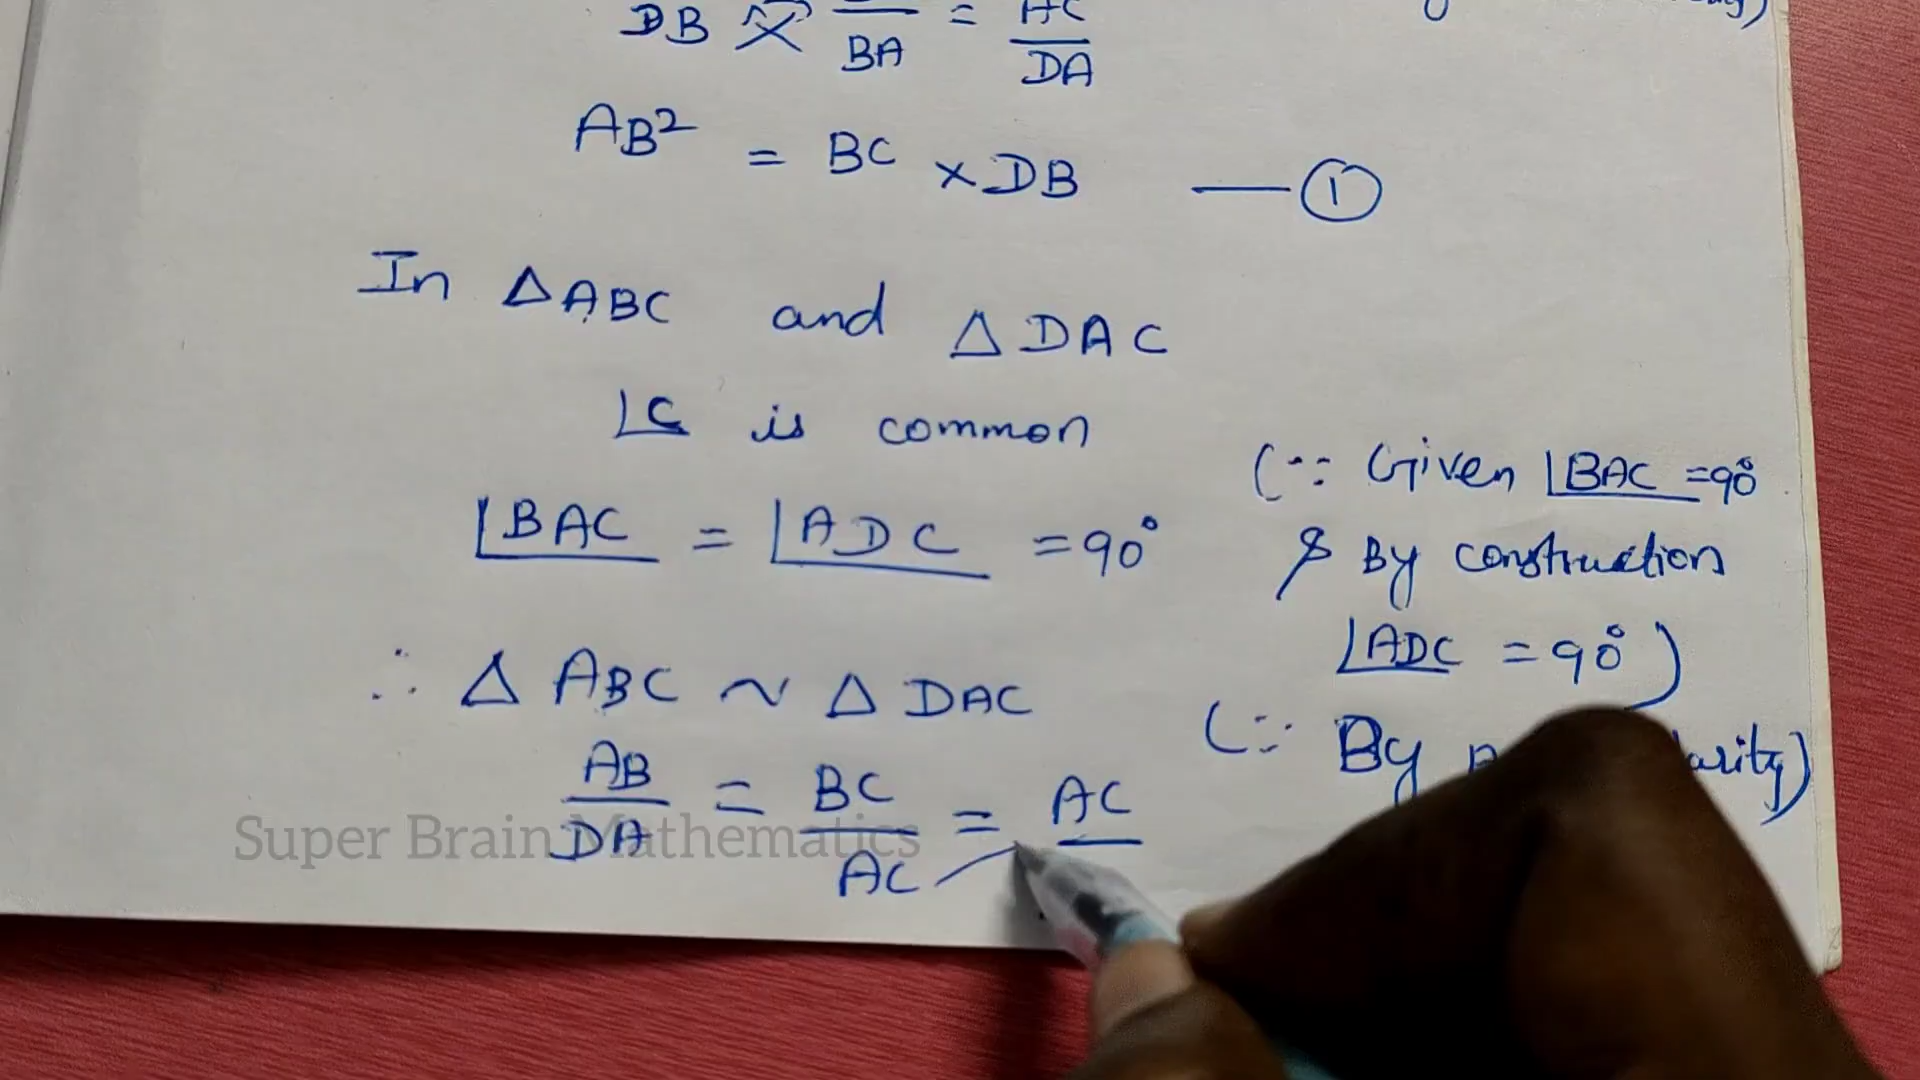 DB BA = AC
DA
AB² = BC × DB — ①
In △ABC and △DAC
∠C is common
∠BAC = ∠ADC = 90°
(∵ Given ∠BAC = 90°
& By construction
∠ADC = 90°)
∴ △ ABC ~ △ DAC
(∵ By
AB = BC = AC
DA AC
Super Brain Mathematics